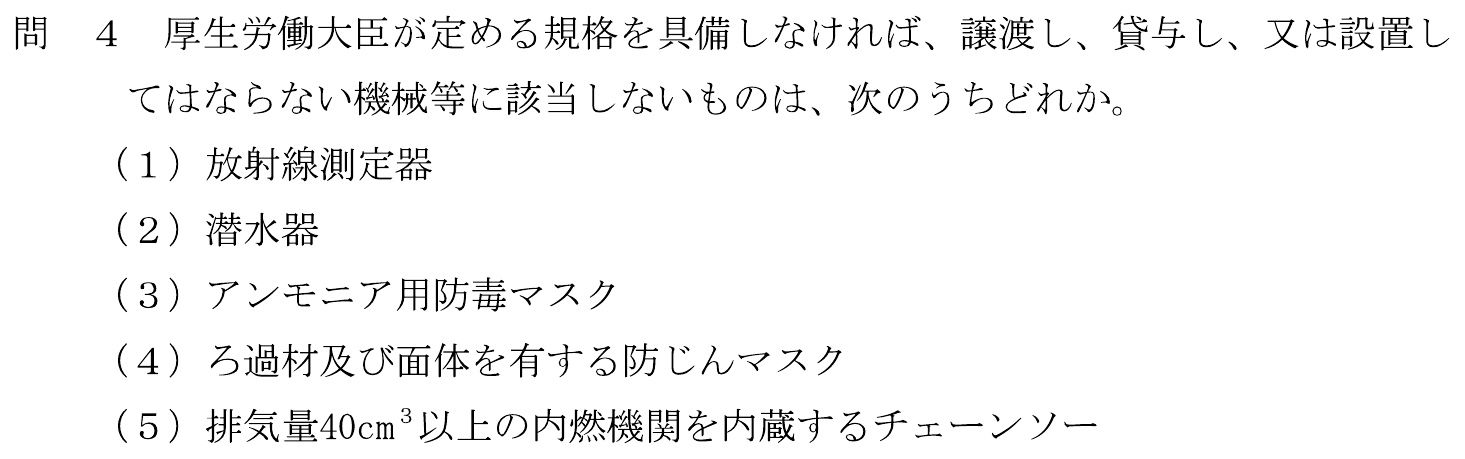 問　４　厚生労働大臣が定める規格を具備しなければ、譲渡し、貸与し、又は設置し
てはならない機械等に該当しないものは、次のうちどれか。
（１）放射線測定器
（２）潜水器
（３）アンモニア用防毒マスク
（４）ろ過材及び面体を有する防じんマスク
（５）排気量40cm³以上の内燃機関を内蔵するチェーンソー